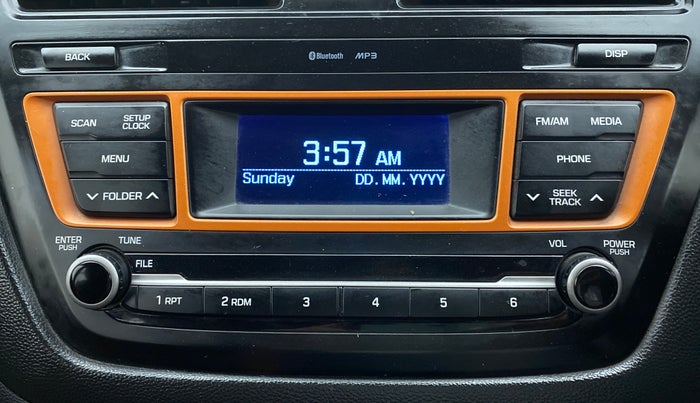 BACK
Bluetooth MP3
DISP
SCAN SETUP CLOCK
FM/AM MEDIA
3:57 AM
MENU
PHONE
Sunday DD.MM.YYYY
FOLDER
SEEK TRACK
ENTER PUSH
TUNE
VOL
POWER PUSH
FILE
1 RPT 2 RDM 3 4 5 6